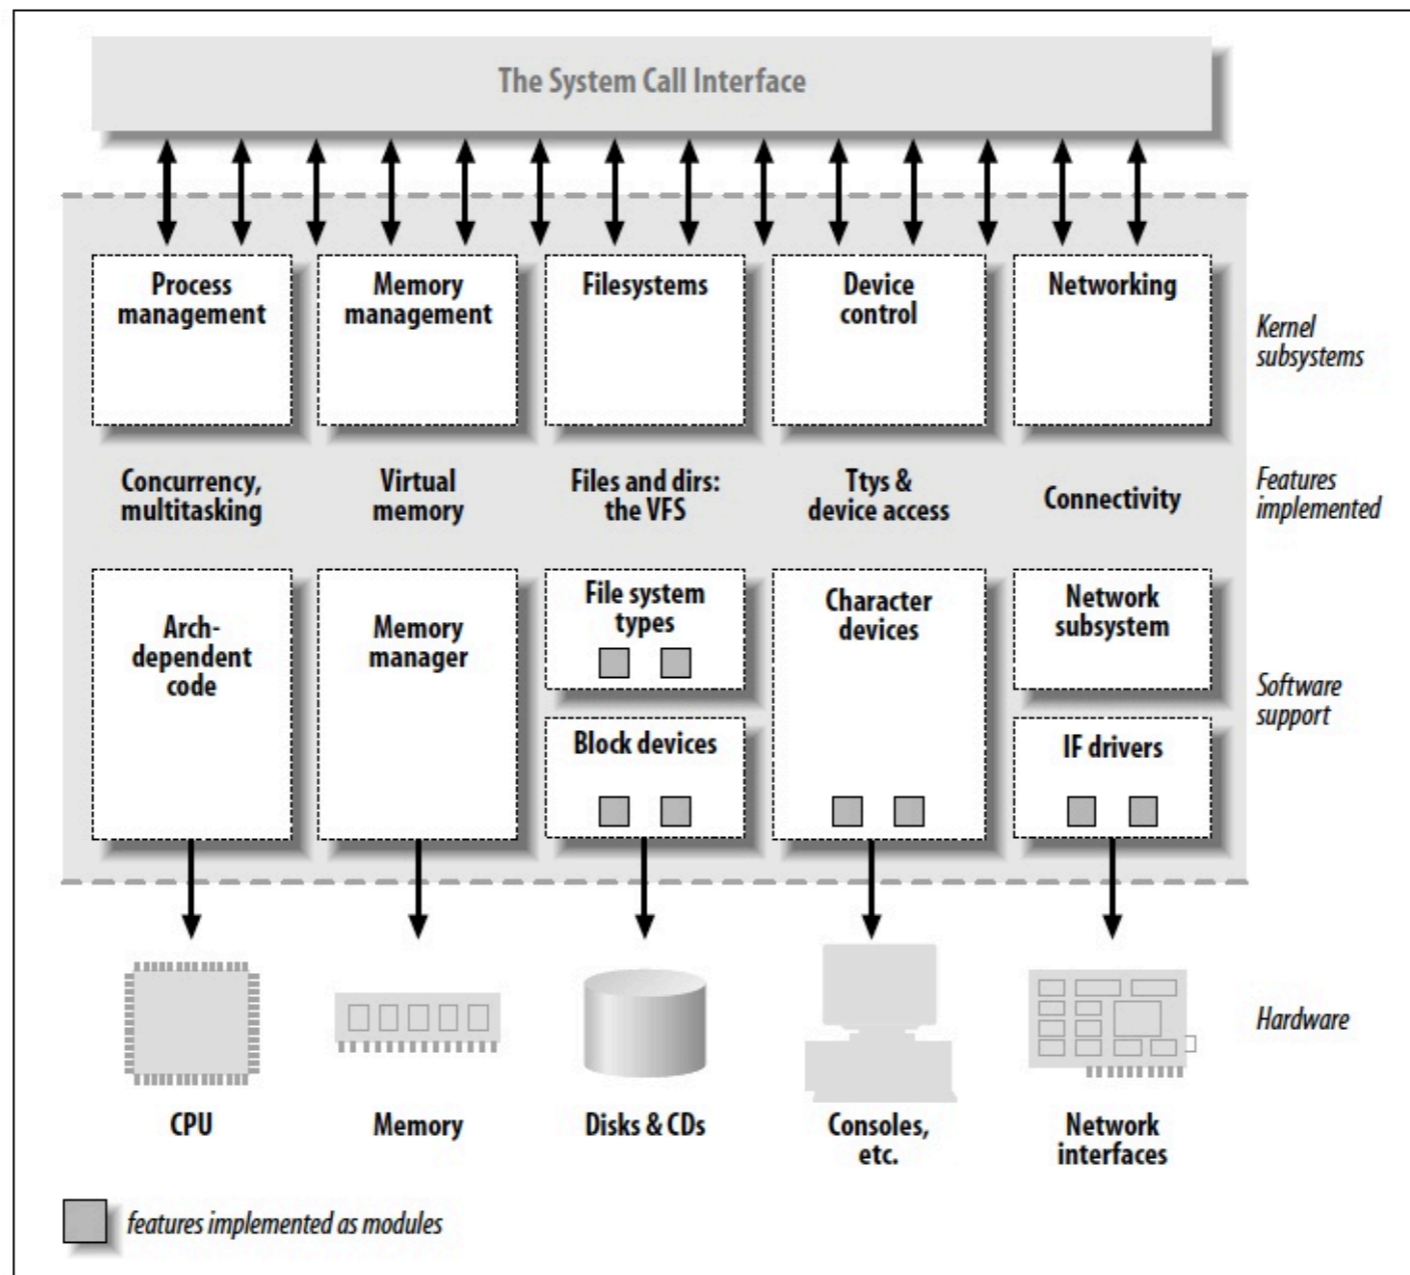 The System Call Interface
Process
management
Memory
management
Filesystems
Device
control
Networking
Kernel
subsystems
Concurrency,
multitasking
Virtual
memory
Files and dirs:
the VFS
Ttys &
device access
Connectivity
Features
implemented
Arch-
dependent
code
Memory
manager
File system
types
Block devices
Character
devices
Network
subsystem
IF drivers
Software
support
Hardware
CPU
Memory
Disks & CDs
Consoles,
etc.
Network
interfaces
features implemented as modules